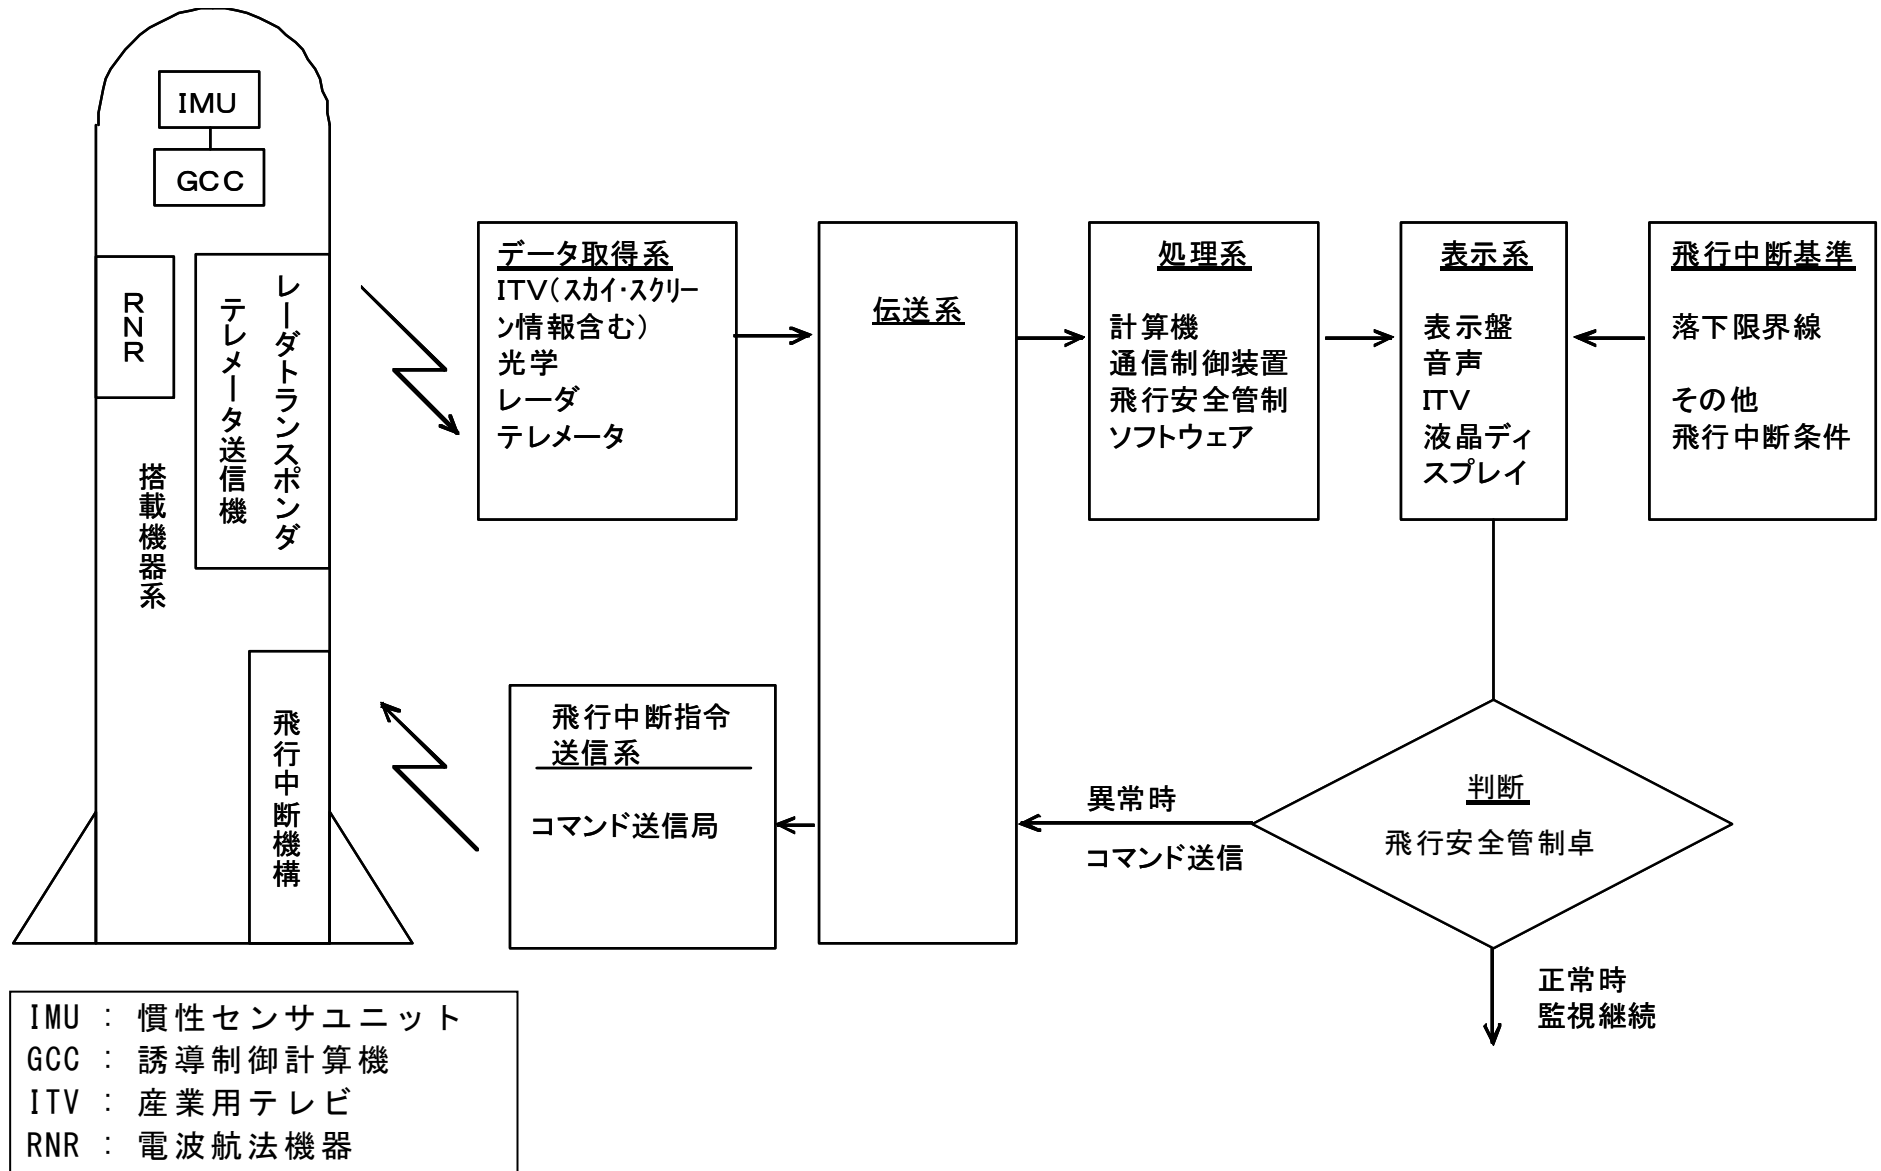 IMU
GCC
RNR
レーダトランスポンダ
テレメータ送信機
搭載機器系
飛行中断機構
データ取得系
ITV(スカイ・スクリー
ン情報含む)
光学
レーダ
テレメータ
伝送系
処理系
計算機
通信制御装置
飛行安全管制
ソフトウェア
表示系
表示盤
音声
ITV
液晶ディ
スプレイ
飛行中断基準
落下限界線
その他
飛行中断条件
飛行中断指令
送信系
コマンド送信局
異常時
コマンド送信
判断
飛行安全管制卓
正常時
監視継続
IMU : 慣性センサユニット
GCC : 誘導制御計算機
ITV : 産業用テレビ
RNR : 電波航法機器